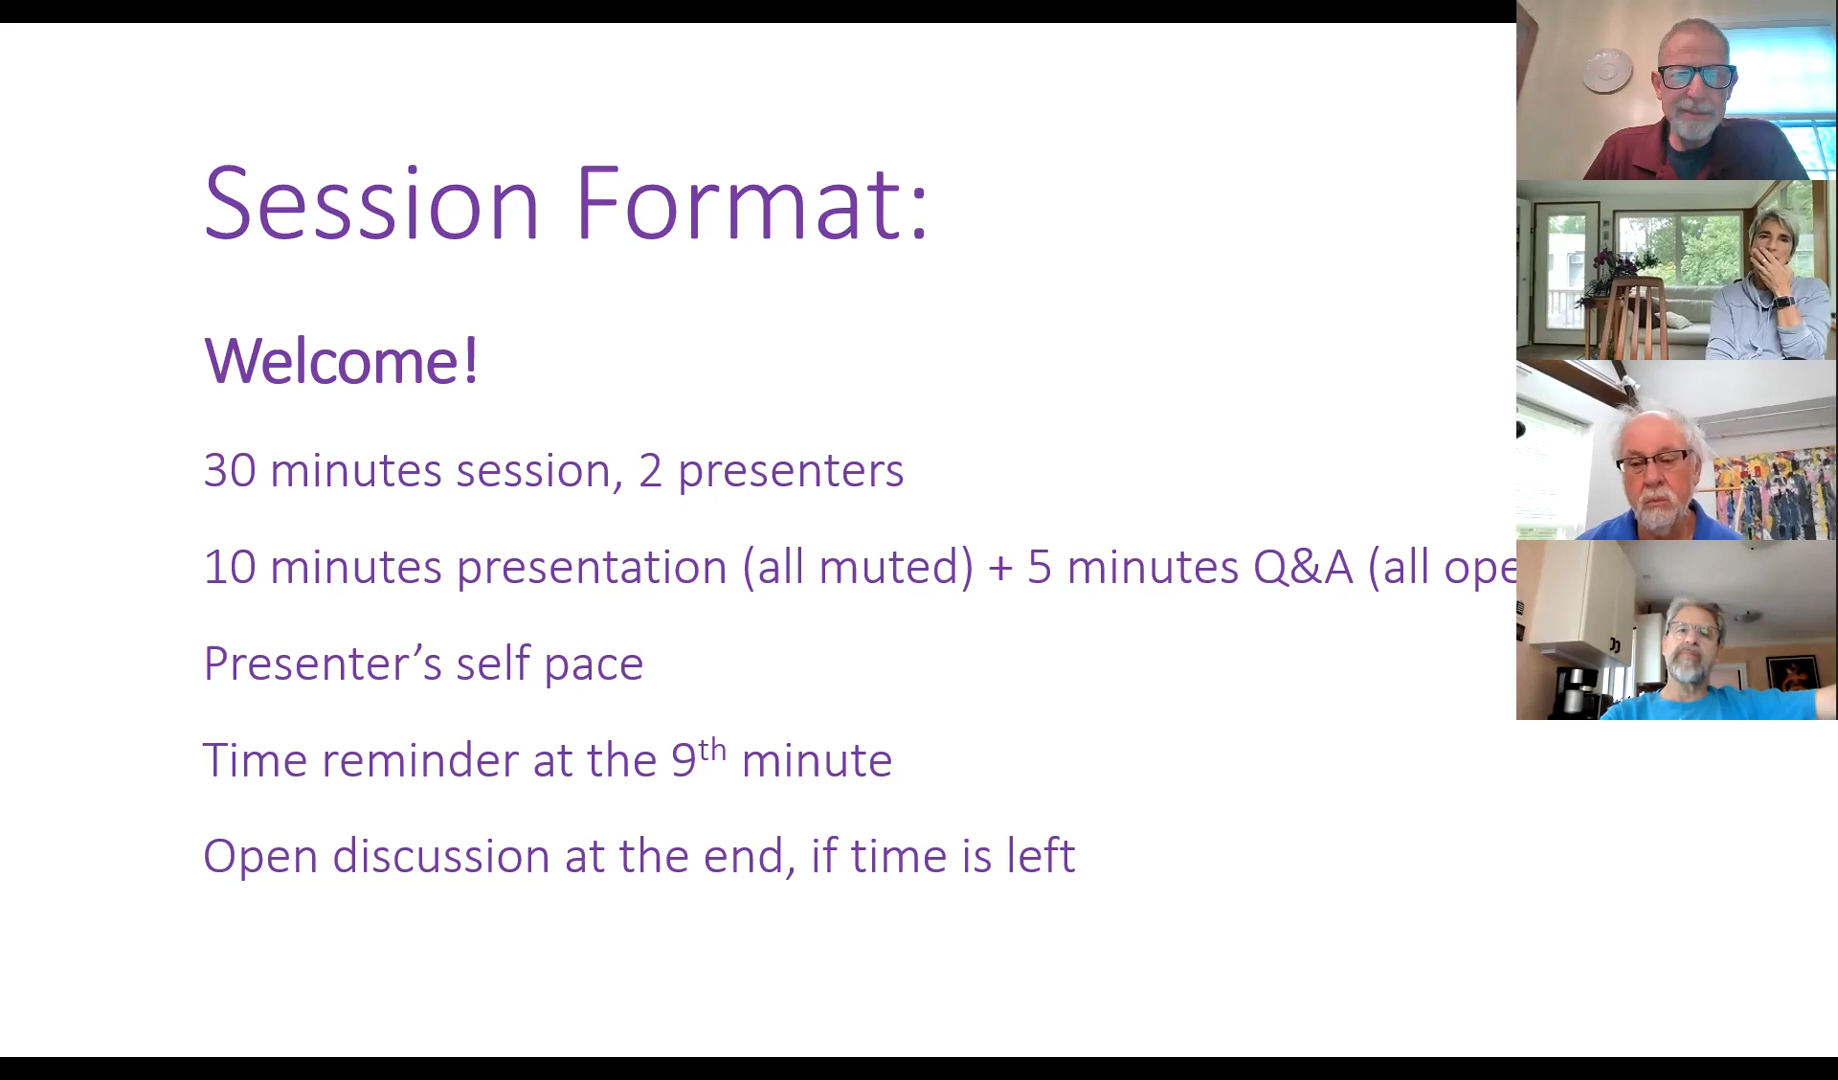 Session Format:
Welcome!
30 minutes session, 2 presenters
10 minutes presentation (all muted) + 5 minutes Q&A (all
Presenter’s self pace
Time reminder at the 9th minute
Open discussion at the end, if time is left